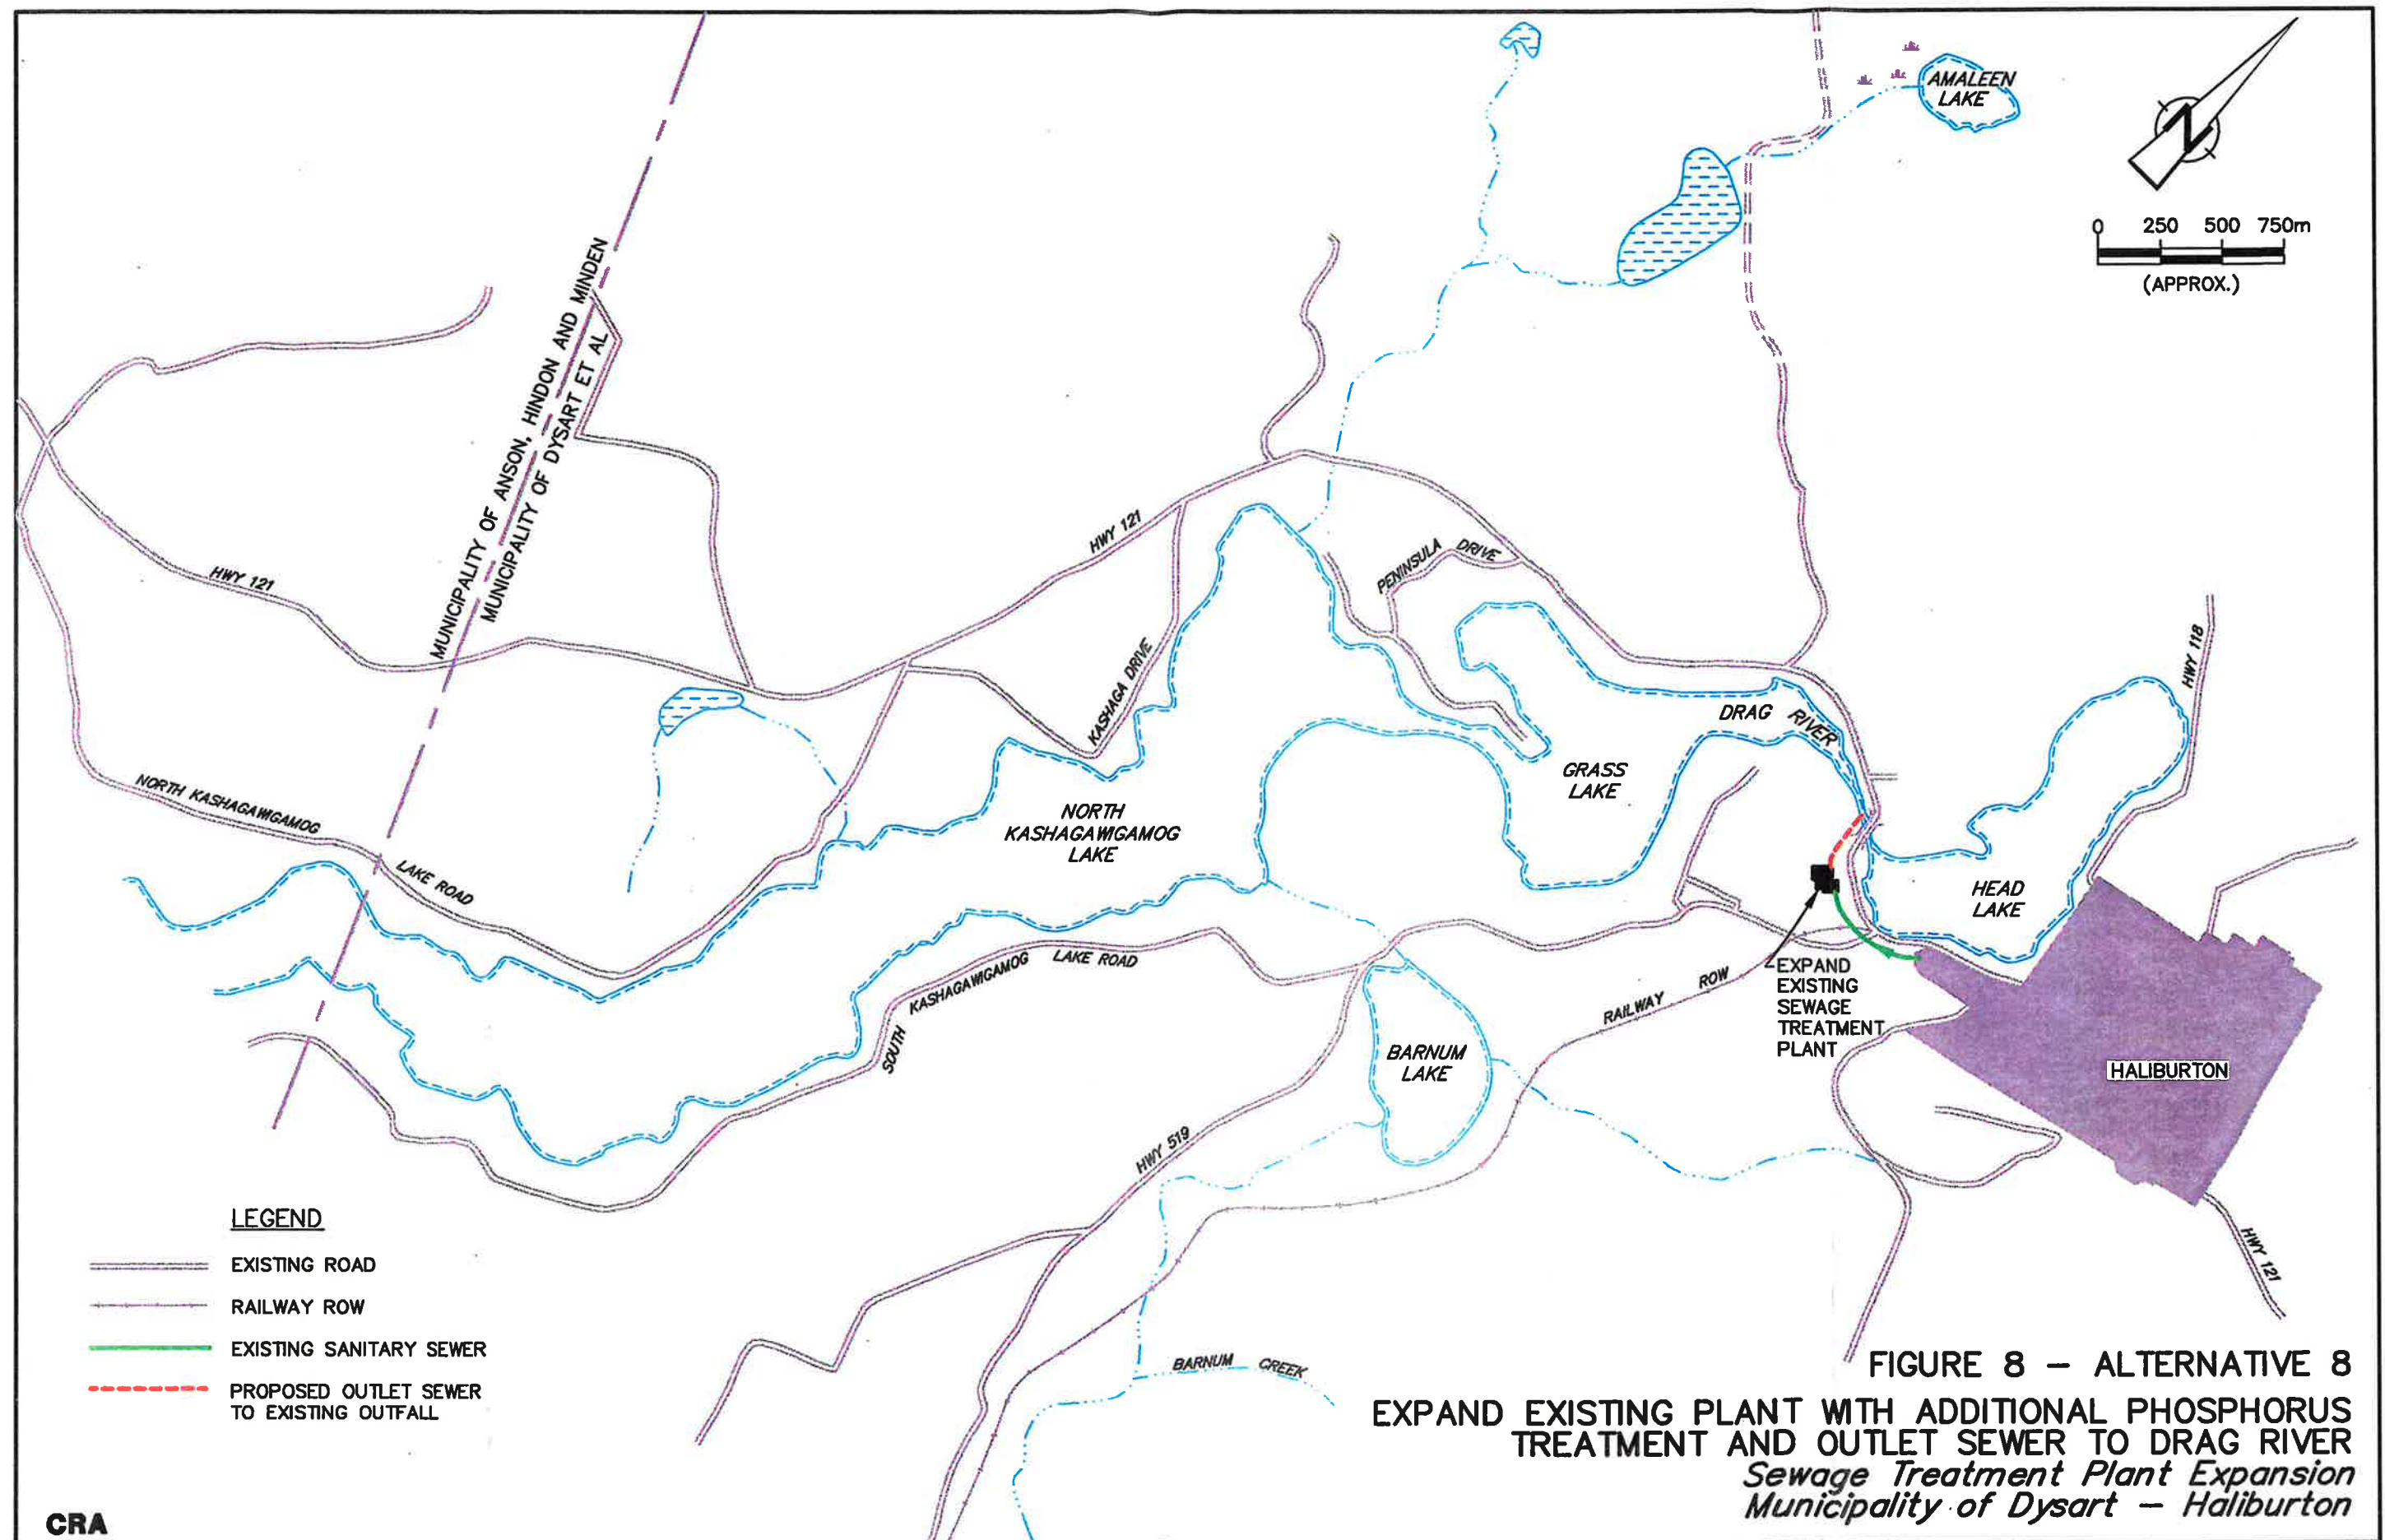 AMALEEN
LAKE
N
0 250 500 750m
(APPROX.)
MUNICIPALITY OF ANSON, HINDON AND MINDEN
MUNICIPALITY OF DYSART ET AL
HWY 121
HWY 121
PENINSULA DRIVE
KASHAGA DRIVE
HWY 118
DRAG RIVER
GRASS
LAKE
NORTH KASHAGAWIGAMOG
LAKE ROAD
NORTH
KASHAGAWIGAMOG
LAKE
HEAD
LAKE
SOUTH KASHAGAWIGAMOG LAKE ROAD
RAILWAY ROW
EXPAND
EXISTING
SEWAGE
TREATMENT
PLANT
BARNUM
LAKE
HALIBURTON
HWY 519
HWY 121
BARNUM CREEK
LEGEND
EXISTING ROAD
RAILWAY ROW
EXISTING SANITARY SEWER
PROPOSED OUTLET SEWER
TO EXISTING OUTFALL
FIGURE 8 – ALTERNATIVE 8
EXPAND EXISTING PLANT WITH ADDITIONAL PHOSPHORUS
TREATMENT AND OUTLET SEWER TO DRAG RIVER
Sewage Treatment Plant Expansion
Municipality of Dysart – Haliburton
CRA